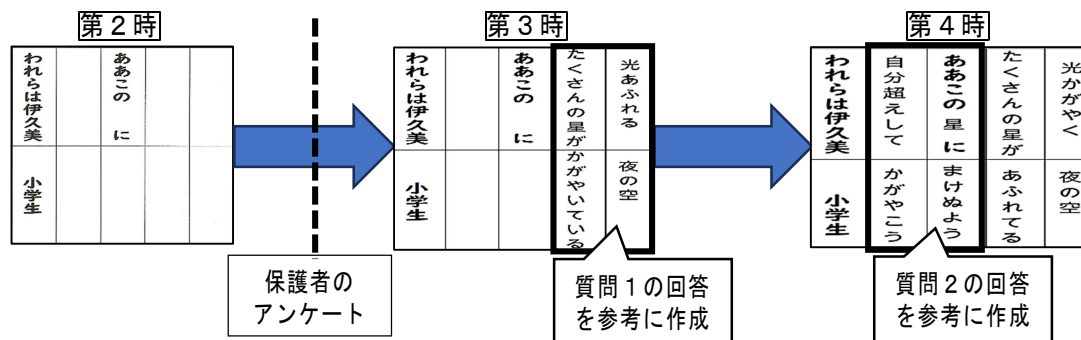 第２時
ああこの　に
われらは伊久美　小学生
保護者の
アンケート
第３時
光あふれる　夜の空
たくさんの星が　かがやいている
ああこの　に
われらは伊久美　小学生
質問１の回答
を参考に作成
第４時
光かがやく　夜の空
たくさんの星が　あふれてる
ああこの星に　まけぬよう
自分超えして　かがやこう
われらは伊久美　小学生
質問２の回答
を参考に作成